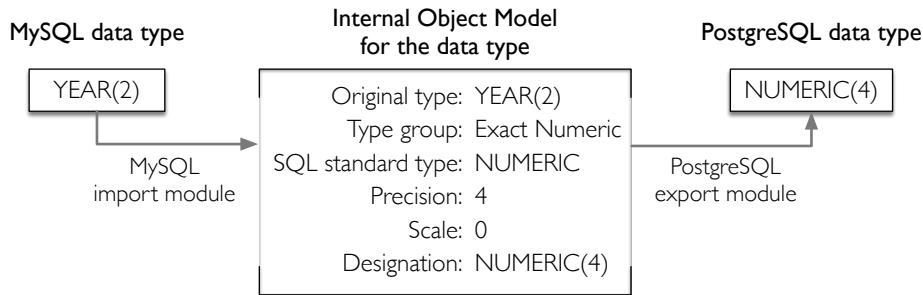 MySQL data type
YEAR(2)
MySQL
import module
Internal Object Model
for the data type
Original type: YEAR(2)
Type group: Exact Numeric
SQL standard type: NUMERIC
Precision: 4
Scale: 0
Designation: NUMERIC(4)
PostgreSQL data type
NUMERIC(4)
PostgreSQL
export module